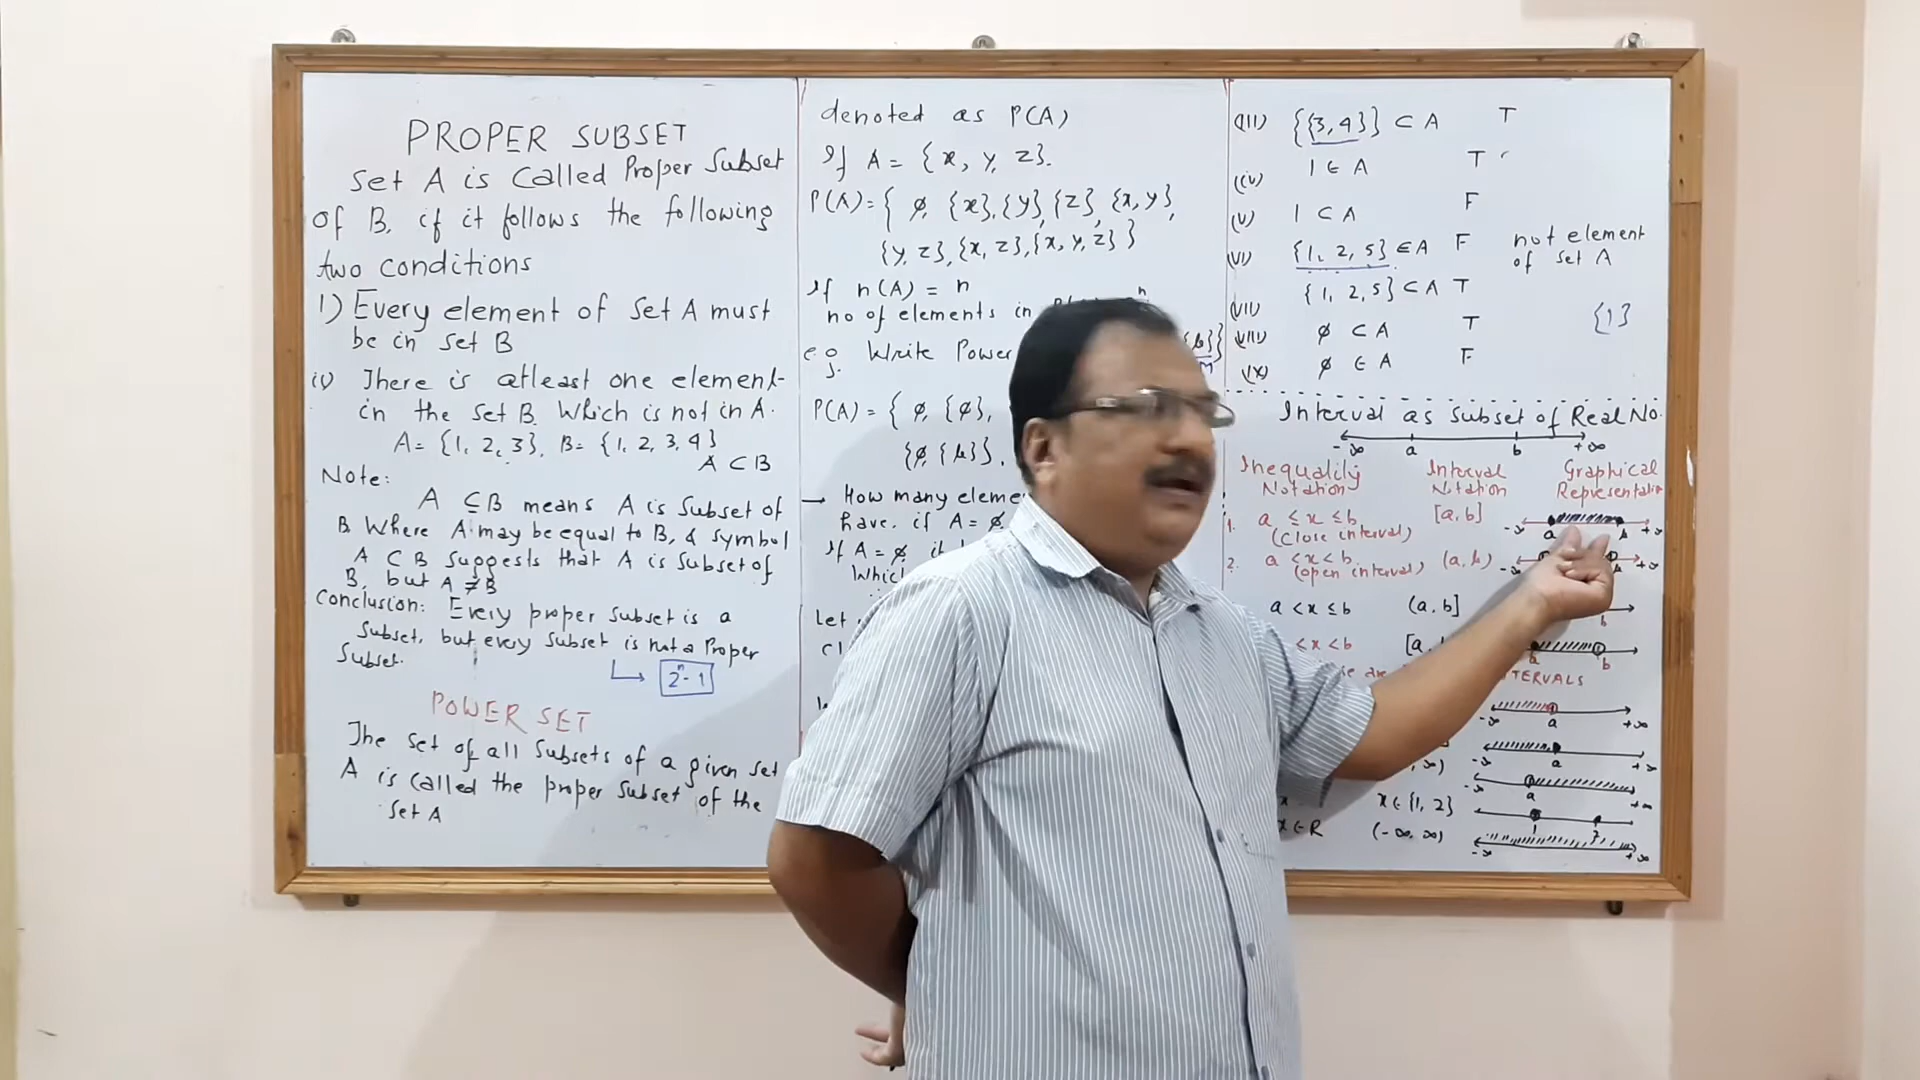 PROPER SUBSET
Set A is Called Proper Subset
of B, if it follows the following
two conditions
1) Every element of Set A must
be in Set B
There is atleast one element
in the Set B Which is not in A.
A = {1, 2, 3}, B = {1, 2, 3, 4}
A ⊂ B
Note:
A ⊆ B means A is Subset of
B Where A may be equal to B, & symbol
A ⊂ B Suggests that A is Subset of
B, but A ≠ B
Conclusion: Every proper subset is a
Subset, but every subset is not a Proper
Subset.
2ⁿ-1
POWER SET
The Set of all Subsets of a given set
A is called the proper subset of the
Set A
denoted as P(A)
If A = {x, y, z}.
P(A) = { φ, {x}, {y}, {z}, {x, y},
{y, z}, {x, z}, {x, y, z} }
If n(A) = n
no of elements in
e.g. Write Power
P(A) = { φ, {φ},
→ How many
have. if A = φ
If A = φ
Let
(III) {{3, 4}} ⊂ A T
(iv) 1 ∈ A T
(v) 1 ⊂ A F
(VI) {1, 2, 5} ∈ A F
not element
of set A
(VII) {1, 2, 5} ⊂ A T
{1}
(VIII) φ ⊂ A T
(IX) φ ∈ A F
Interval as Subset of Real No.
-∞ a b +∞
Inequality Notation
Interval Notation
Graphical Representation
1. a ≤ x ≤ b [a, b]
(Close interval)
a b
2. a < x < b (a, b)
(open interval)
a < x ≤ b (a, b]
b
< x < b [a,
a b
-∞ a +∞
-∞ a +∞
a +∞
x ∈ {1, 2}
1
x ∈ R (-∞, ∞)
-∞ +∞